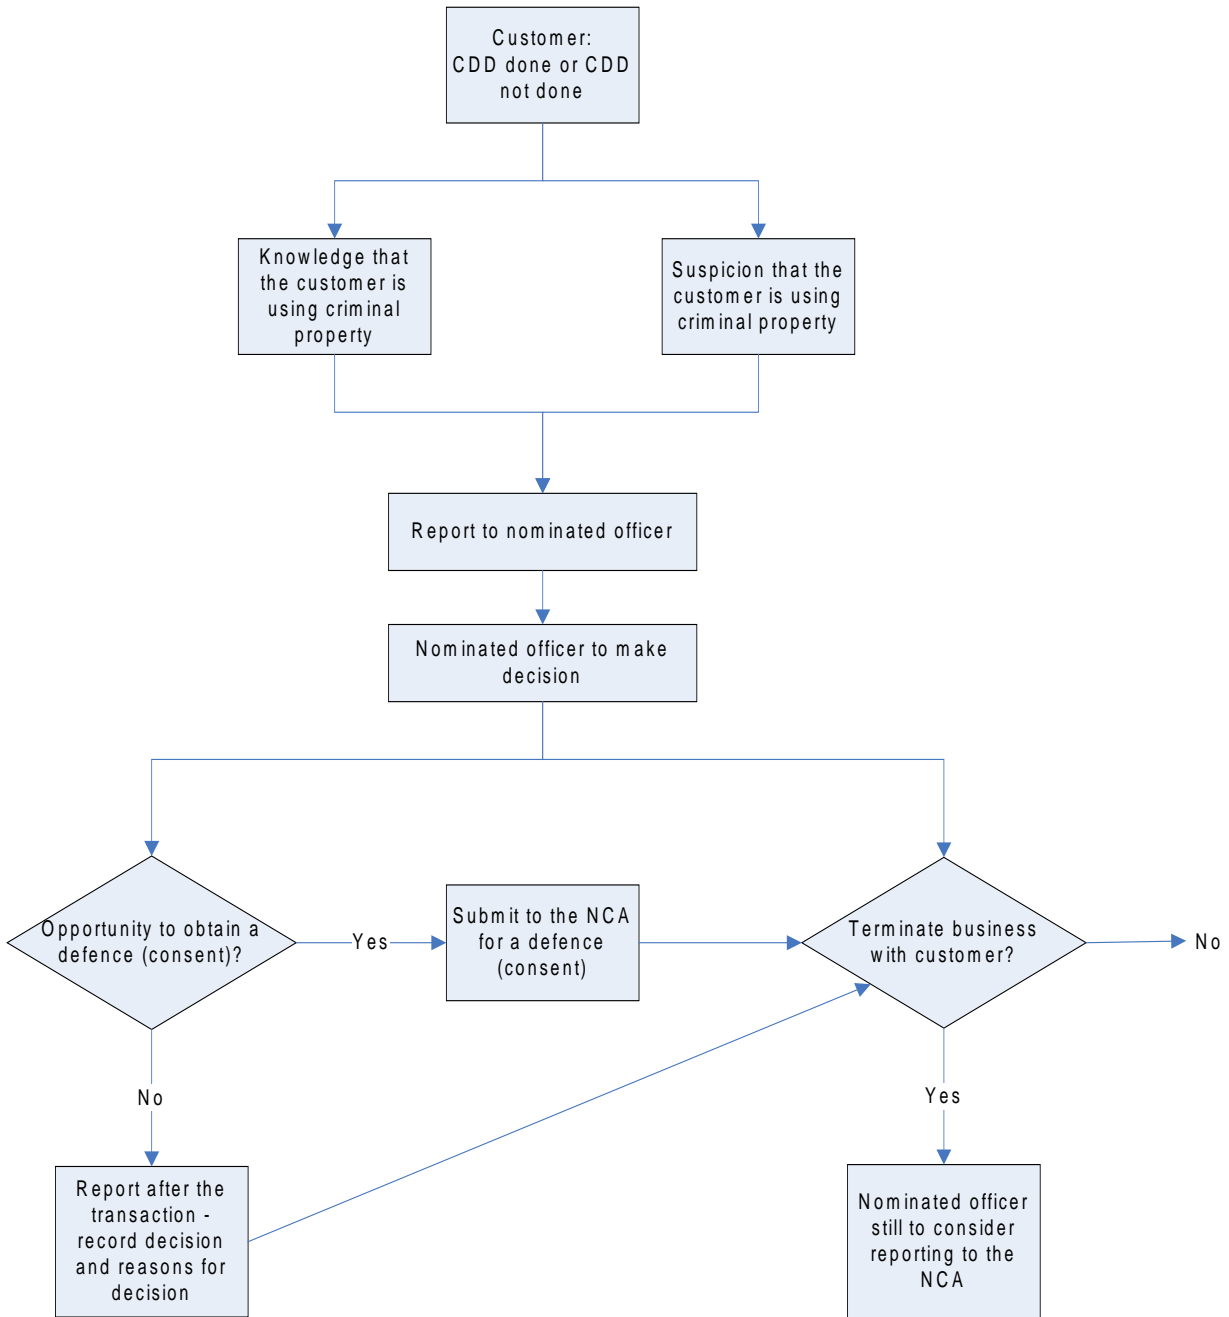 Customer:
CDD done or CDD
not done
Knowledge that
the customer is
using criminal
property
Suspicion that the
customer is using
criminal property
Report to nominated officer
Nominated officer to make
decision
Opportunity to obtain a
defence (consent)?
Yes
Submit to the NCA
for a defence
(consent)
Terminate business
with customer?
No
No
Yes
Report after the
transaction -
record decision
and reasons for
decision
Nominated officer
still to consider
reporting to the
NCA